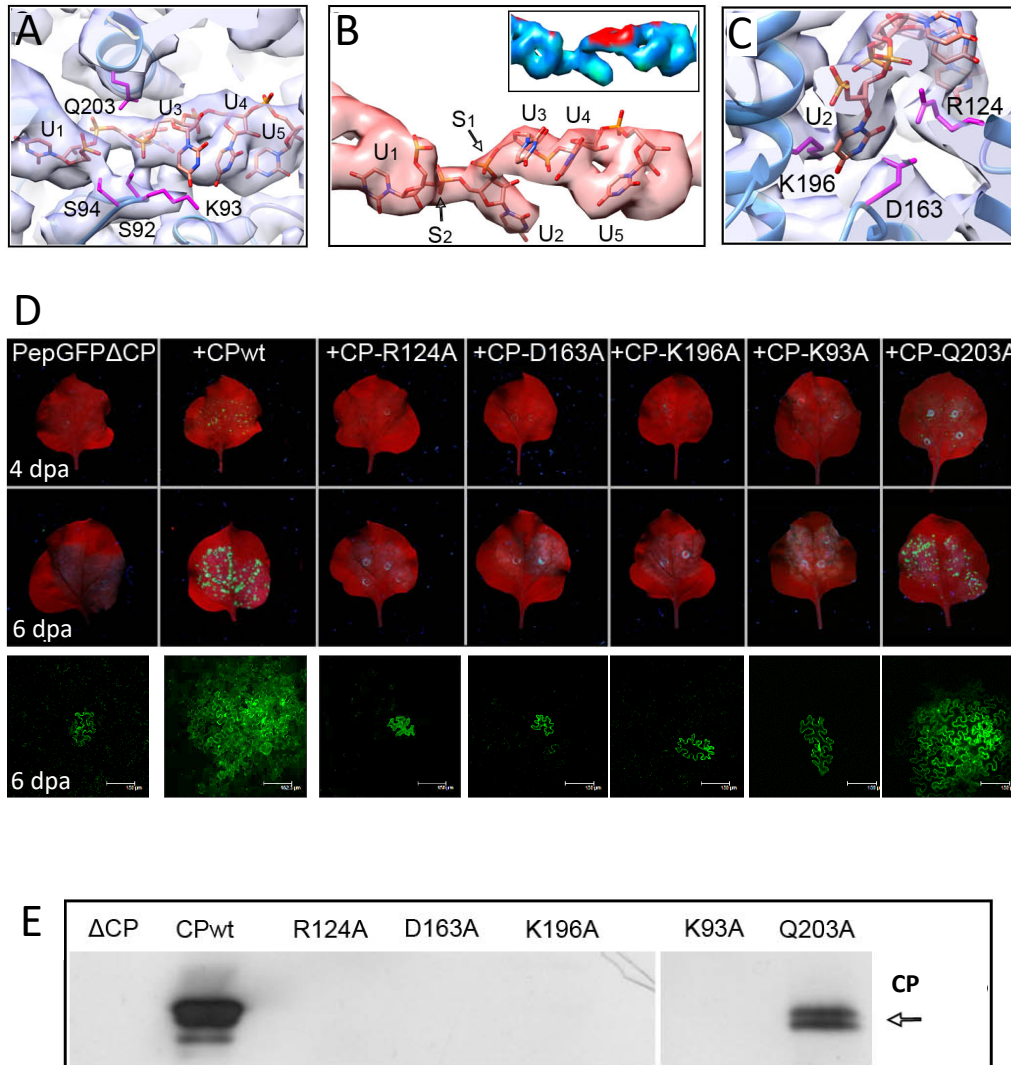 A
Q203
U3
U4
U1
U5
S94
S92
K93
B
S1
U3
U4
U1
S2
U2
U5
C
U2
R124
K196
D163
D
PepGFPΔCP +CPwt +CP-R124A +CP-D163A +CP-K196A +CP-K93A +CP-Q203A
4 dpa
6 dpa
6 dpa
E
ΔCP CPwt R124A D163A K196A K93A Q203A
CP